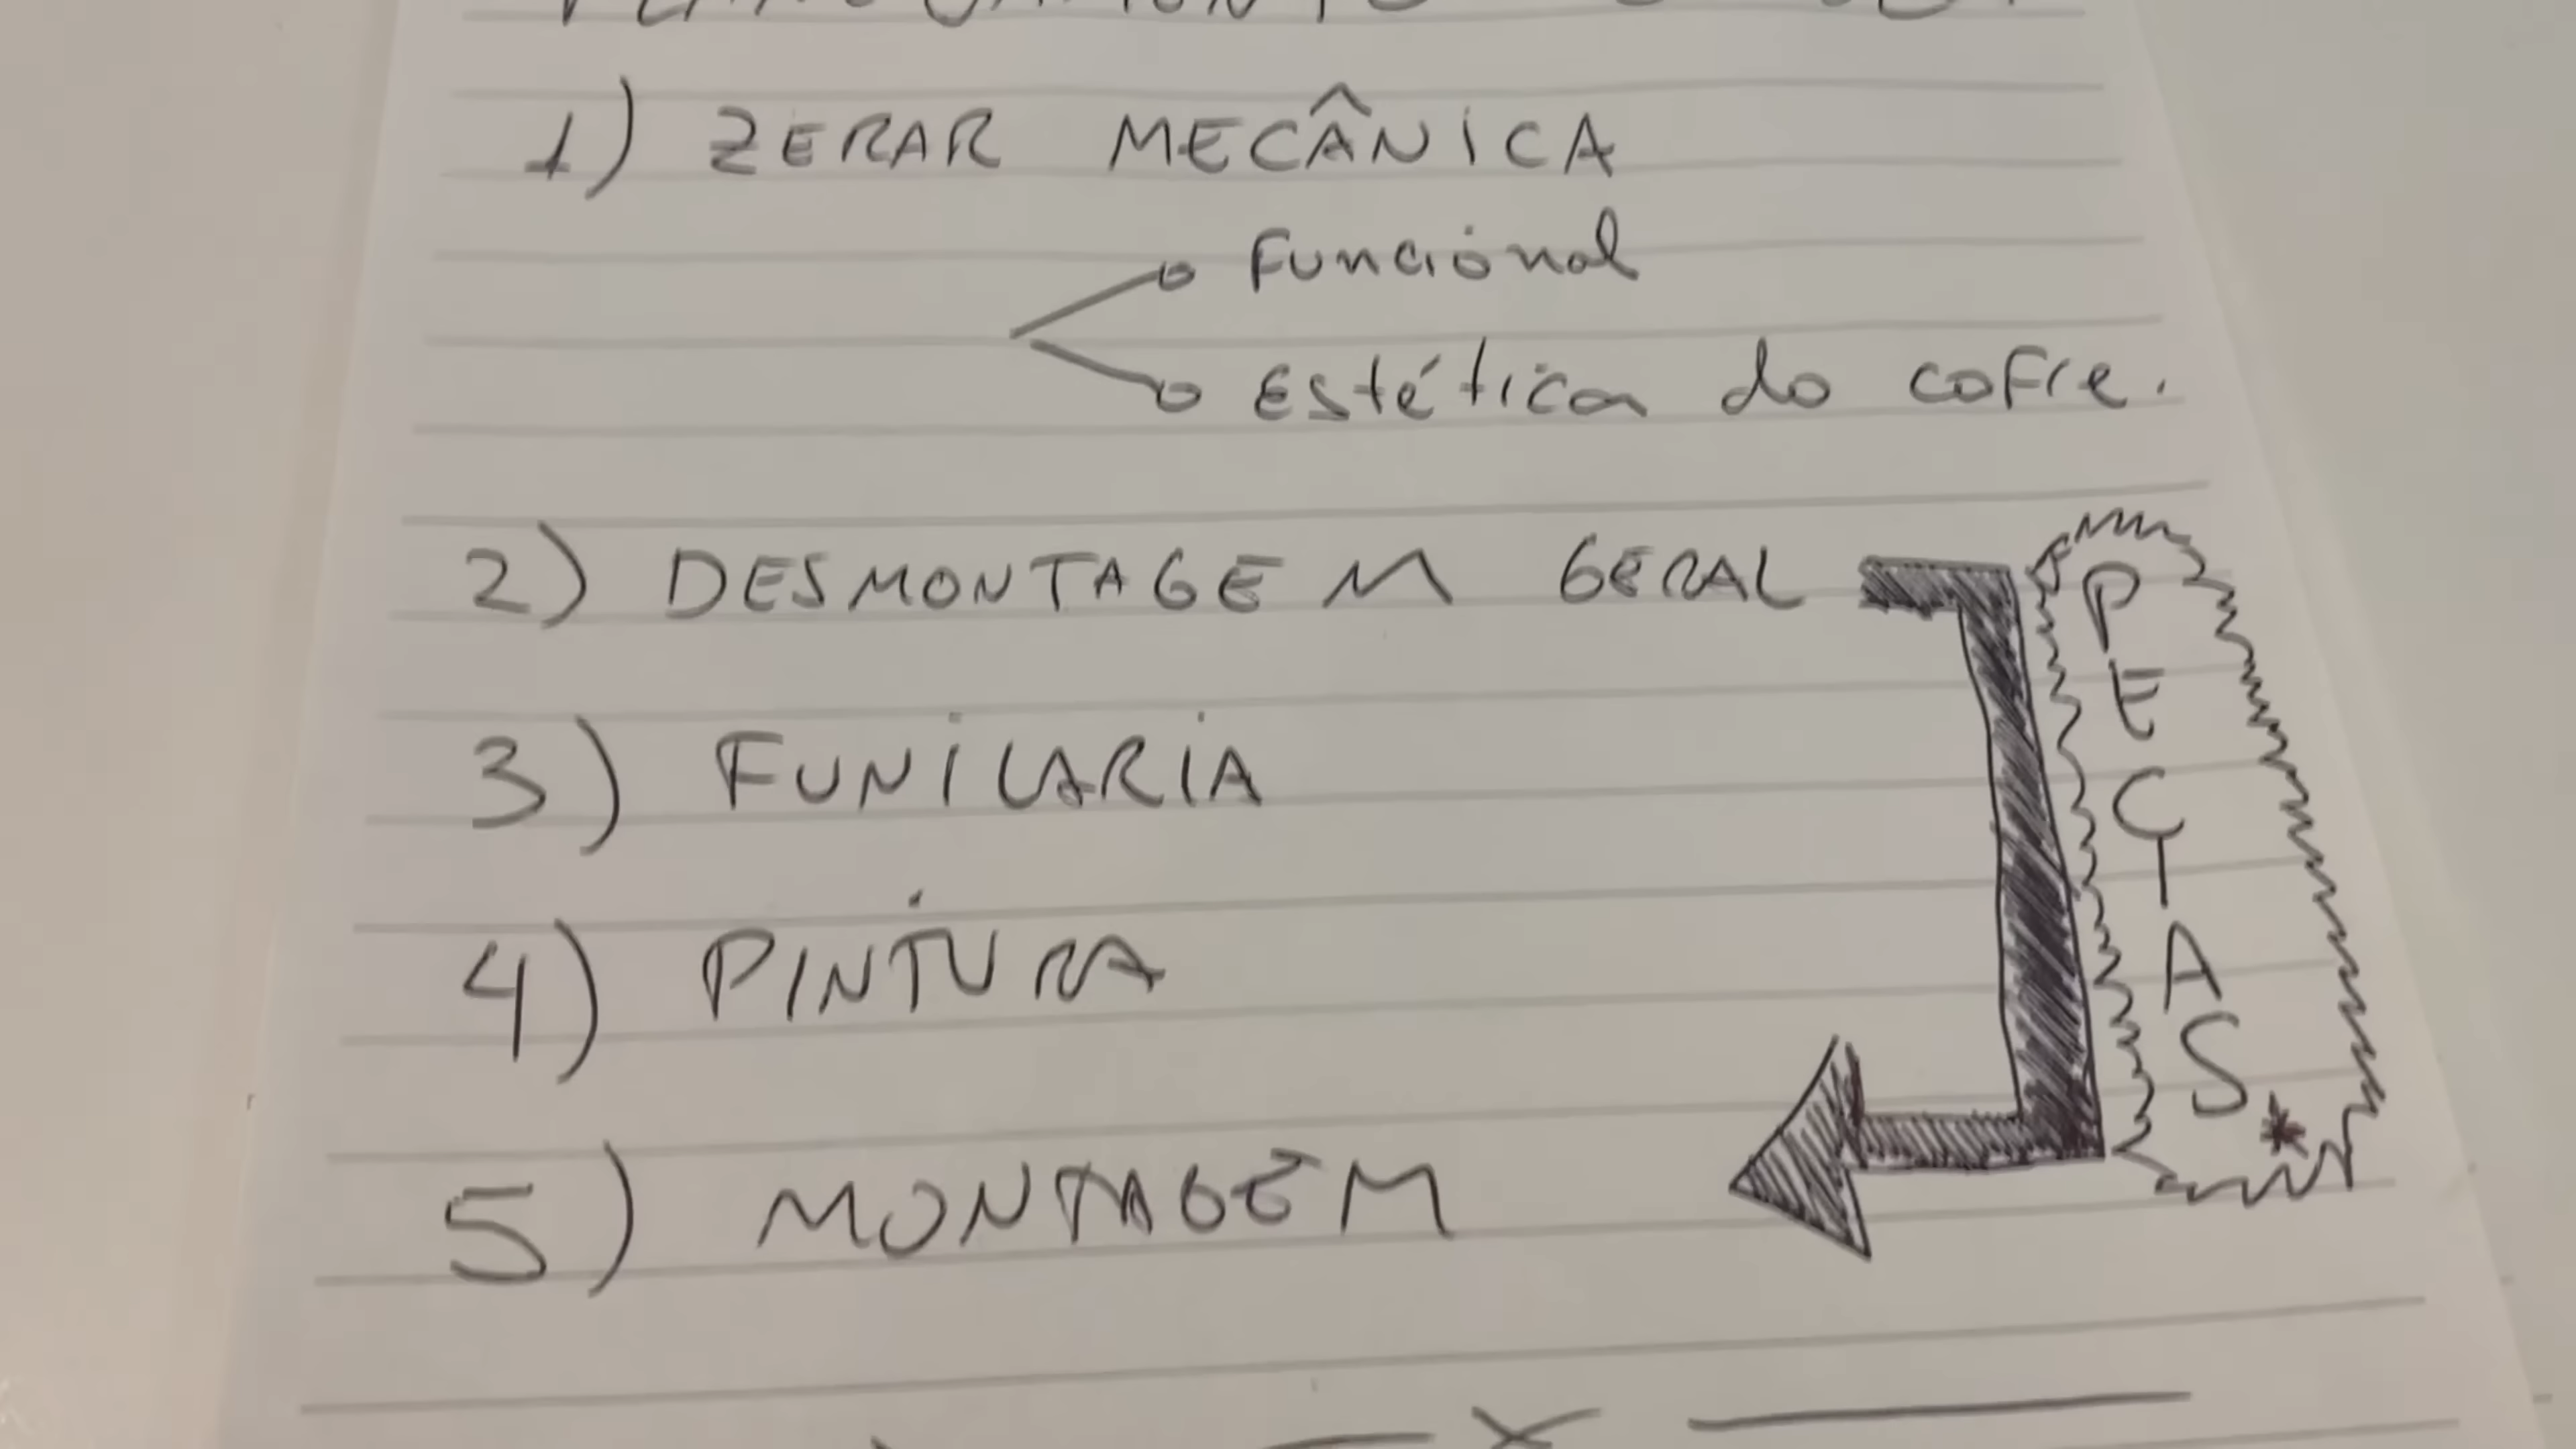 1) ZERAR MECÂNICA
Funcional
Estética do cofre.
2) DESMONTAGEM GERAL
3) FUNILARIA
4) PINTURA
5) MONTAGEM
PEÇAS*